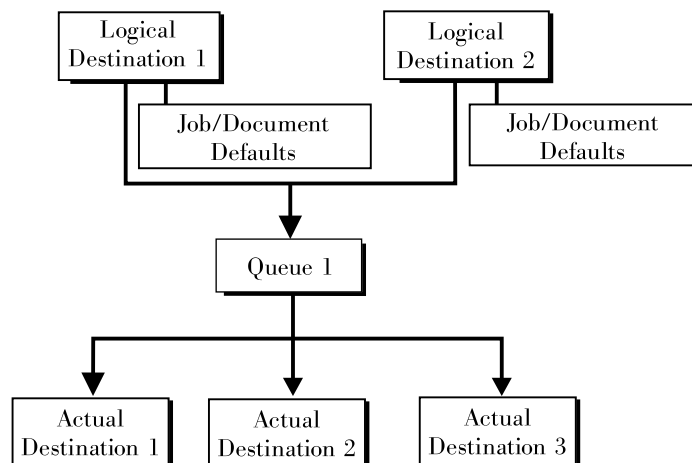 Logical
Destination 1
Logical
Destination 2
Job/Document
Defaults
Job/Document
Defaults
Queue 1
Actual
Destination 1
Actual
Destination 2
Actual
Destination 3